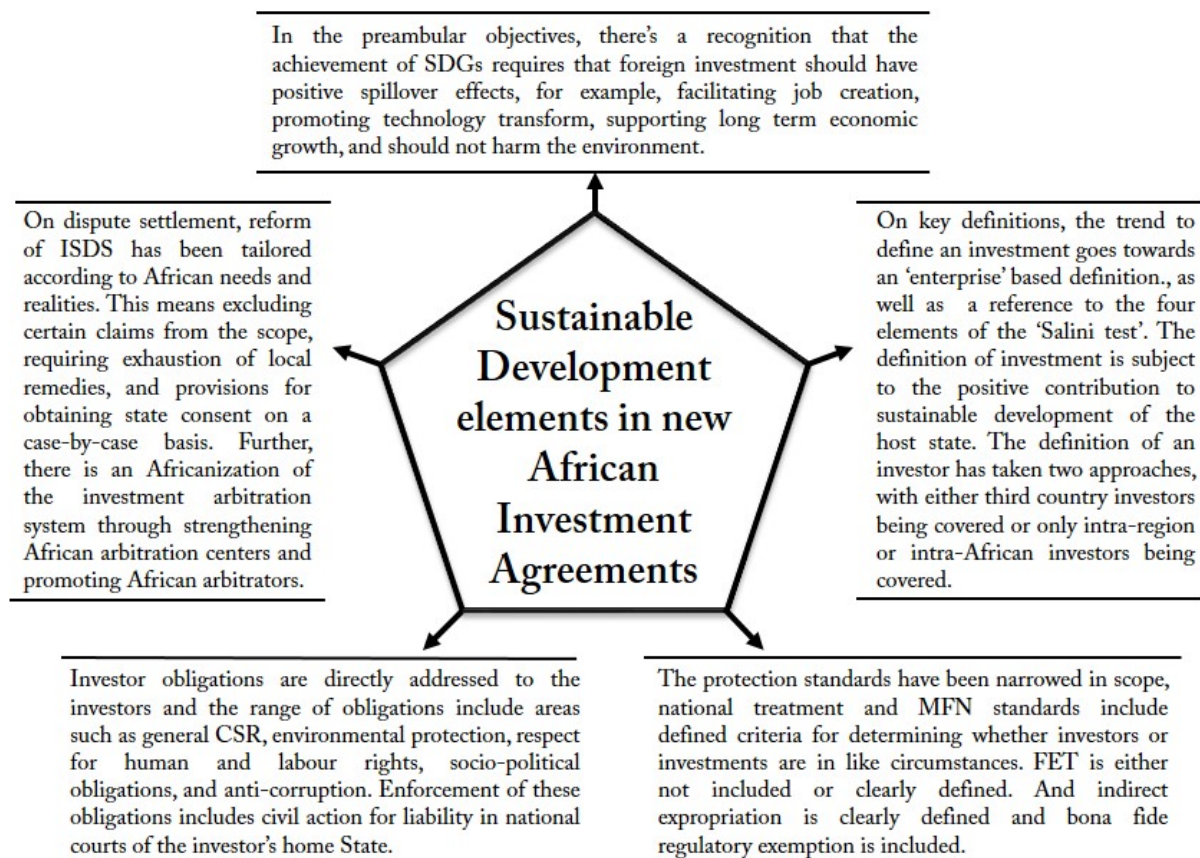 In the preambular objectives, there's a recognition that the
achievement of SDGs requires that foreign investment should have
positive spillover effects, for example, facilitating job creation,
promoting technology transform, supporting long term economic
growth, and should not harm the environment.
On dispute settlement, reform
of ISDS has been tailored
according to African needs and
realities. This means excluding
certain claims from the scope,
requiring exhaustion of local
remedies, and provisions for
obtaining state consent on a
case-by-case basis. Further,
there is an Africanization of
the investment arbitration
system through strengthening
African arbitration centers and
promoting African arbitrators.
Sustainable
Development
elements in new
African
Investment
Agreements
On key definitions, the trend to
define an investment goes towards
an 'enterprise' based definition., as
well as a reference to the four
elements of the 'Salini test'. The
definition of investment is subject
to the positive contribution to
sustainable development of the
host state. The definition of an
investor has taken two approaches,
with either third country investors
being covered or only intra-region
or intra-African investors being
covered.
Investor obligations are directly addressed to the
investors and the range of obligations include areas
such as general CSR, environmental protection, respect
for human and labour rights, socio-political
obligations, and anti-corruption. Enforcement of these
obligations includes civil action for liability in national
courts of the investor's home State.
The protection standards have been narrowed in scope,
national treatment and MFN standards include
defined criteria for determining whether investors or
investments are in like circumstances. FET is either
not included or clearly defined. And indirect
expropriation is clearly defined and bona fide
regulatory exemption is included.